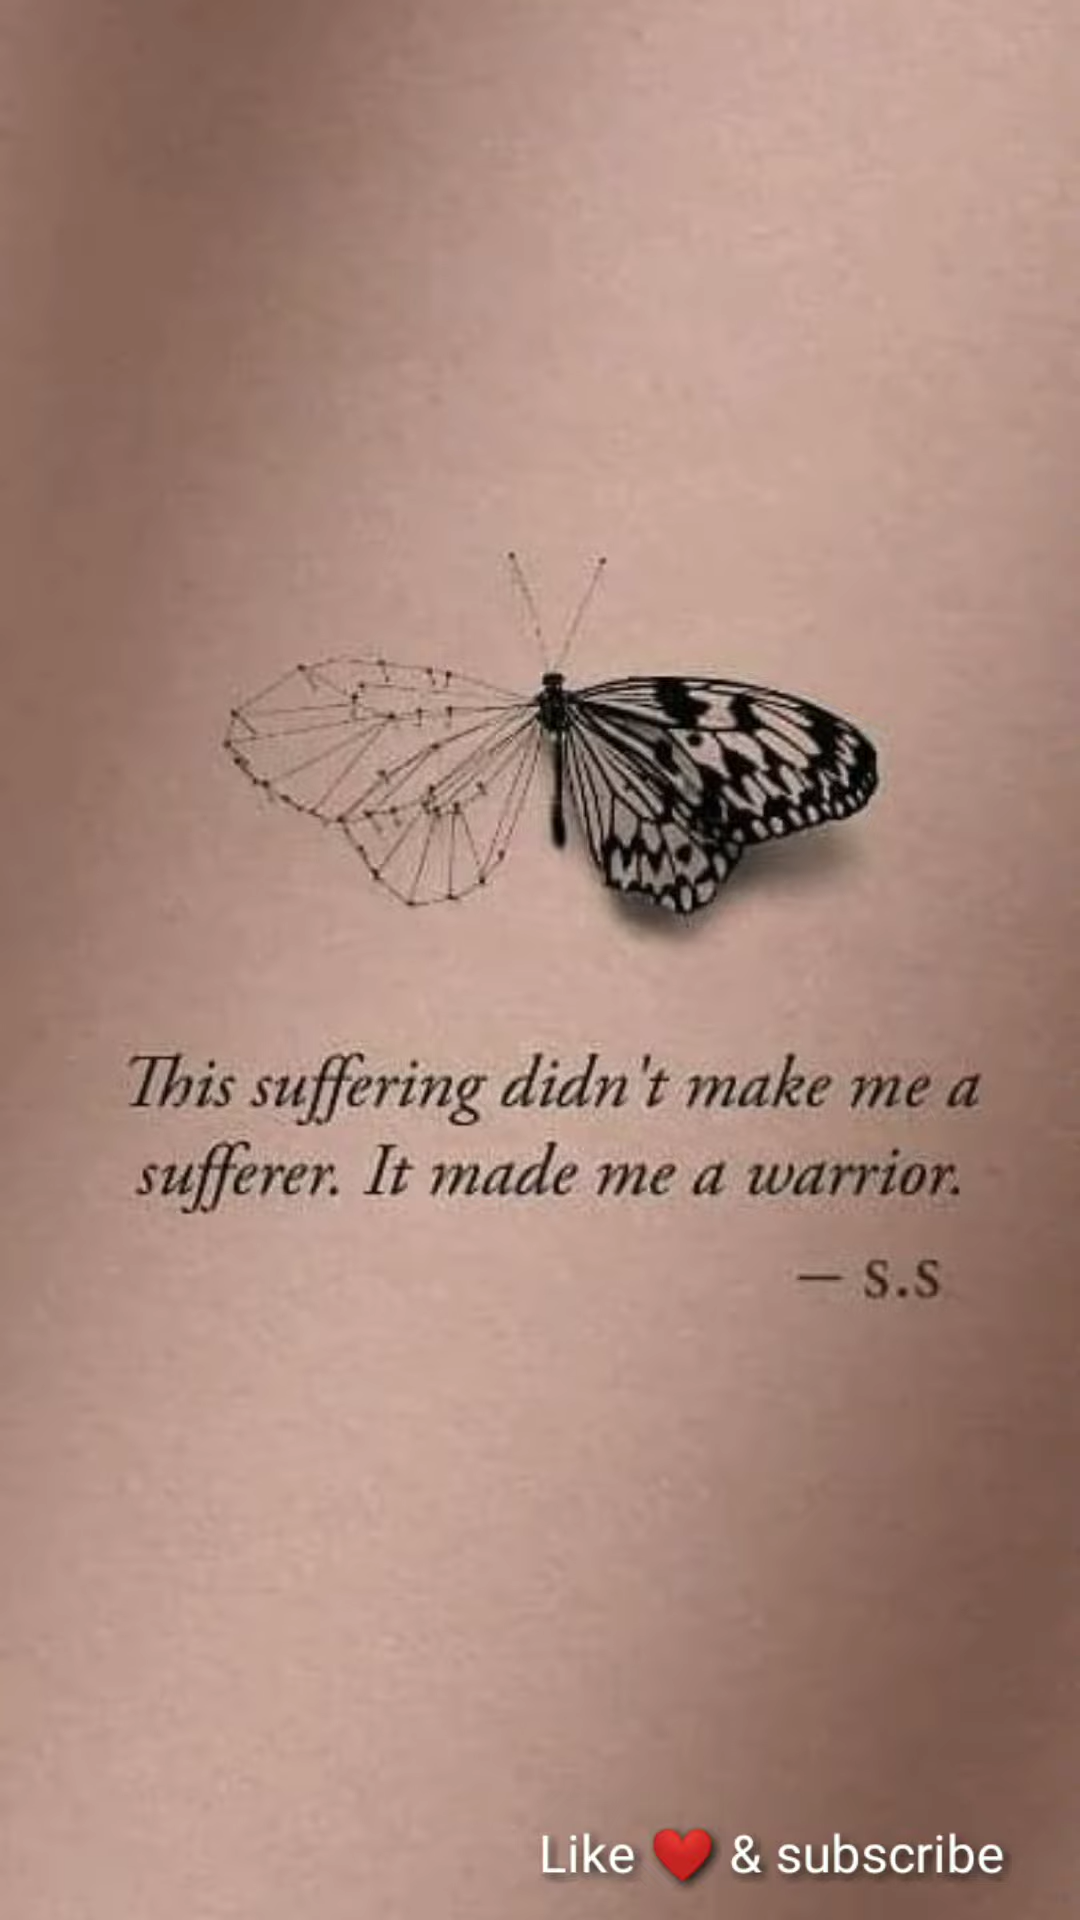 This suffering didn't make me a
sufferer. It made me a warrior.
— S.S
Like ❤️ & subscribe